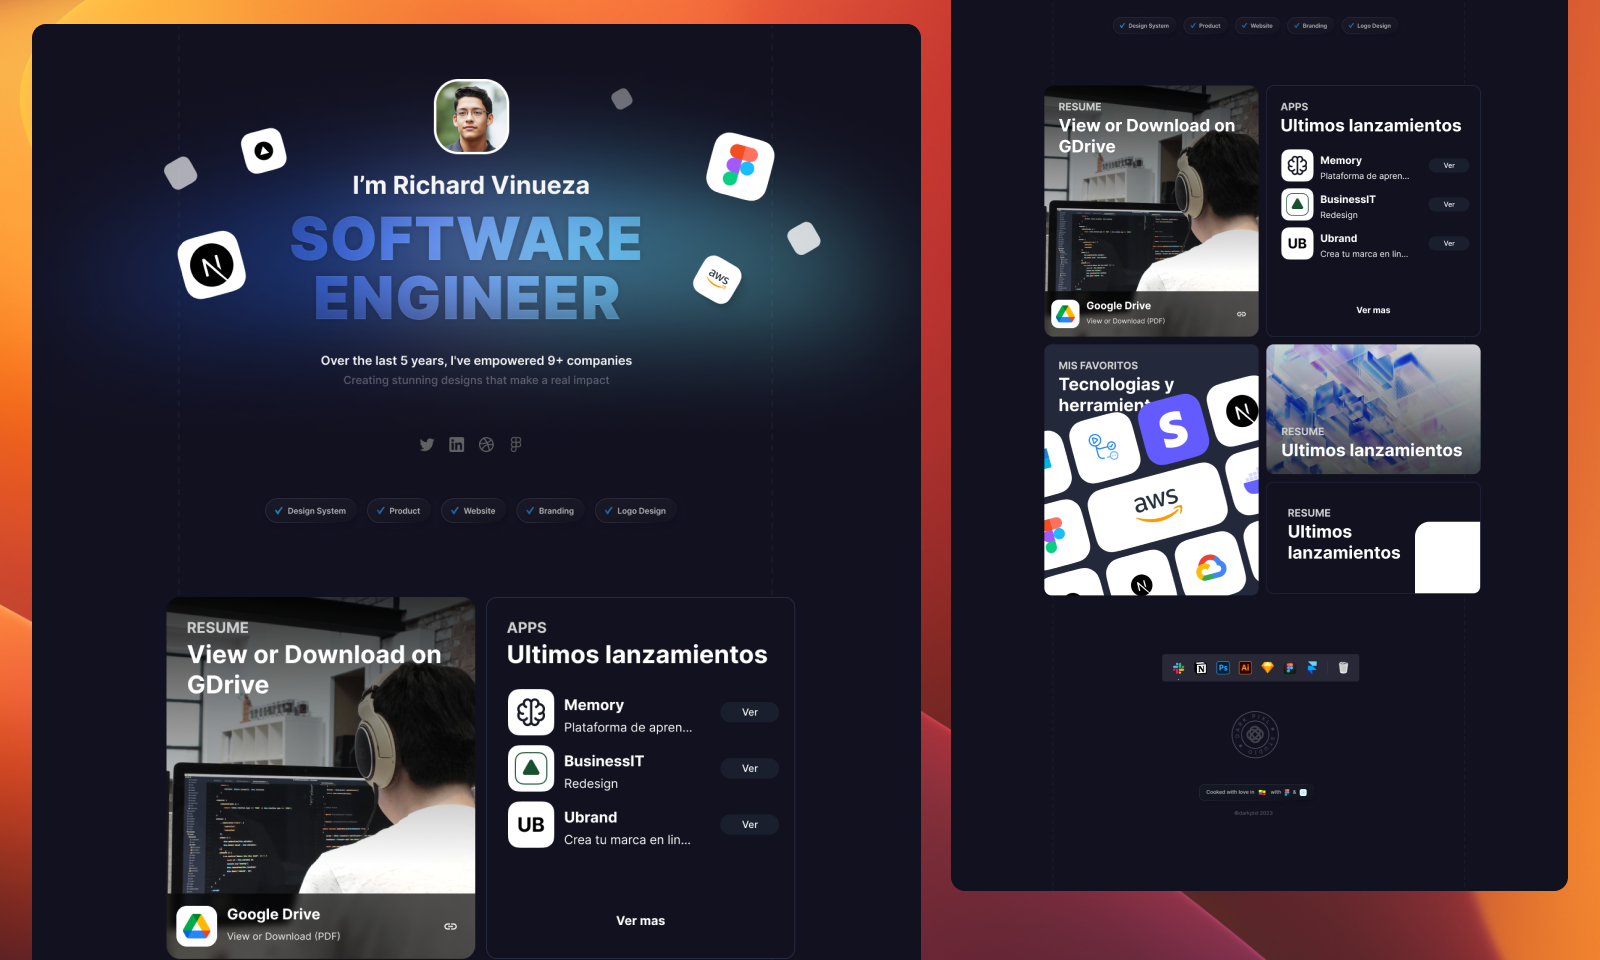 I'm Richard Vinueza
SOFTWARE
ENGINEER
aws
Over the last 5 years, I've empowered 9+ companies
Creating stunning designs that make a real impact
Design System
Product
Website
Branding
Logo Design
RESUME
View or Download on
GDrive
Google Drive
View or Download (PDF)
APPS
Ultimos lanzamientos
Memory
Plataforma de apren...
Ver
BusinessIT
Redesign
Ver
UB
Ubrand
Crea tu marca en lin...
Ver
Ver mas
Design System
Product
Website
Branding
Logo Design
RESUME
View or Download on
GDrive
Google Drive
View or Download (PDF)
APPS
Ultimos lanzamientos
Memory
Plataforma de apren...
Ver
BusinessIT
Redesign
Ver
UB
Ubrand
Crea tu marca en lin...
Ver
Ver mas
MIS FAVORITOS
Tecnologias y
herramient
S
aws
RESUME
Ultimos lanzamientos
RESUME
Ultimos
lanzamientos
Ps
Ai
Cooked with love in
with
&